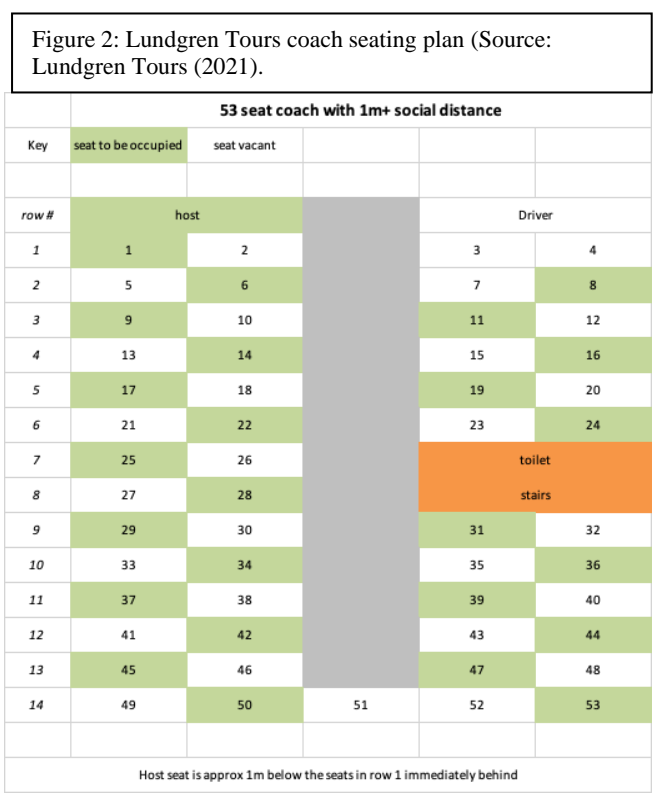 Figure 2: Lundgren Tours coach seating plan (Source:
Lundgren Tours (2021).
53 seat coach with 1m+ social distance
Key seat to be occupied seat vacant
row # host Driver
1 1 2 3 4
2 5 6 7 8
3 9 10 11 12
4 13 14 15 16
5 17 18 19 20
6 21 22 23 24
7 25 26 toilet
8 27 28 stairs
9 29 30 31 32
10 33 34 35 36
11 37 38 39 40
12 41 42 43 44
13 45 46 47 48
14 49 50 51 52 53
Host seat is approx 1m below the seats in row 1 immediately behind